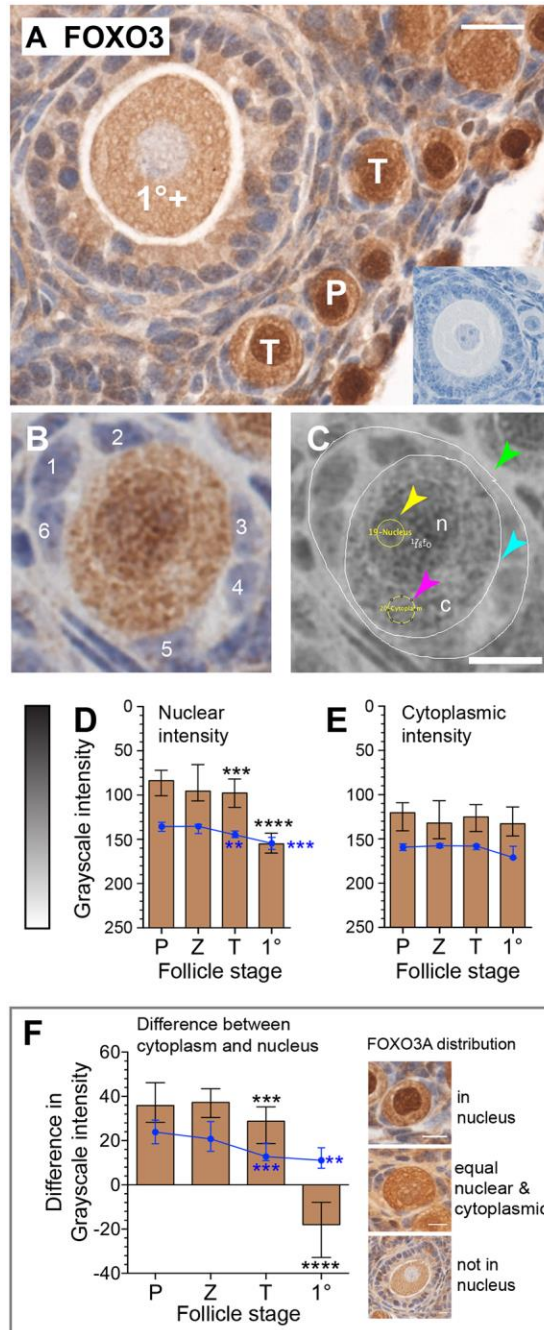 A FOXO3
1°+
T
P
T
B
1
2
3
4
5
6
C
19-Nucleus
n
c
D
Nuclear
intensity
Grayscale intensity
0
50
100
150
200
250
***
****
**
***
P Z T 1°
Follicle stage
E
Cytoplasmic
intensity
0
50
100
150
200
250
P Z T 1°
Follicle stage
F
Difference between
cytoplasm and nucleus
Difference in
Grayscale intensity
60
40
20
0
-20
-40
***
***
**
****
P Z T 1°
Follicle stage
FOXO3A distribution
in
nucleus
equal
nuclear &
cytoplasmic
not in
nucleus